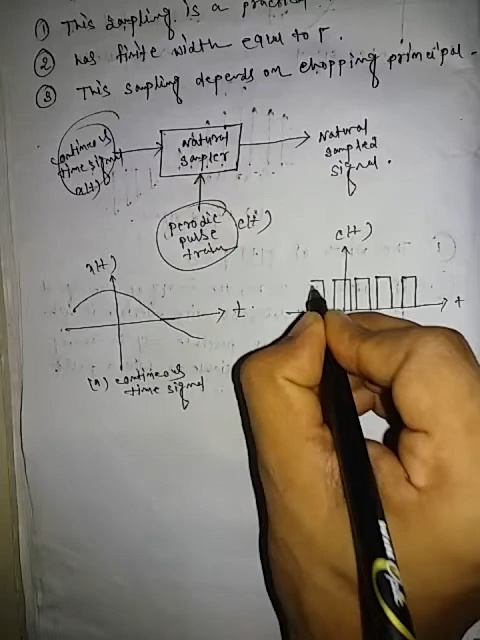 ① This sampling is a practical
② has finite width equal to τ.
③ This sampling depends on chopping principal.
continuous
time signal
x(t)
Natural
sampler
Natural
sampled
signal.
periodic
pulse
train
c(t)
x(t)
t
c(t)
t
(a) continuous
time signal